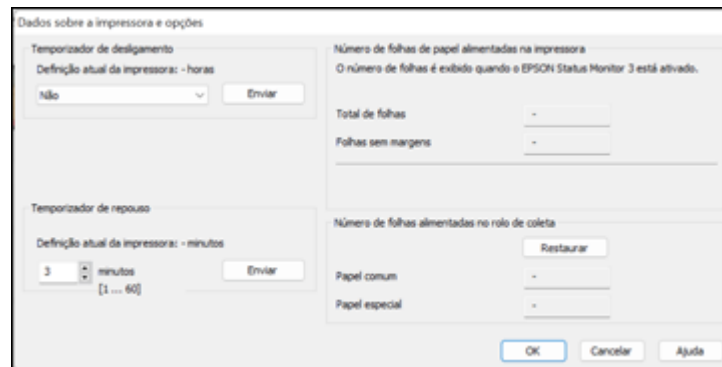 Dados sobre a impressora e opções
Temporizador de desligamento
Definição atual da impressora: - horas
Não
Enviar
Temporizador de repouso
Definição atual da impressora: - minutos
3 minutos
[1 ... 60]
Enviar
Número de folhas de papel alimentadas na impressora
O número de folhas é exibido quando o EPSON Status Monitor 3 está ativado.
Total de folhas -
Folhas sem margens -
Número de folhas alimentadas no rolo de coleta
Restaurar
Papel comum -
Papel especial -
OK Cancelar Ajuda